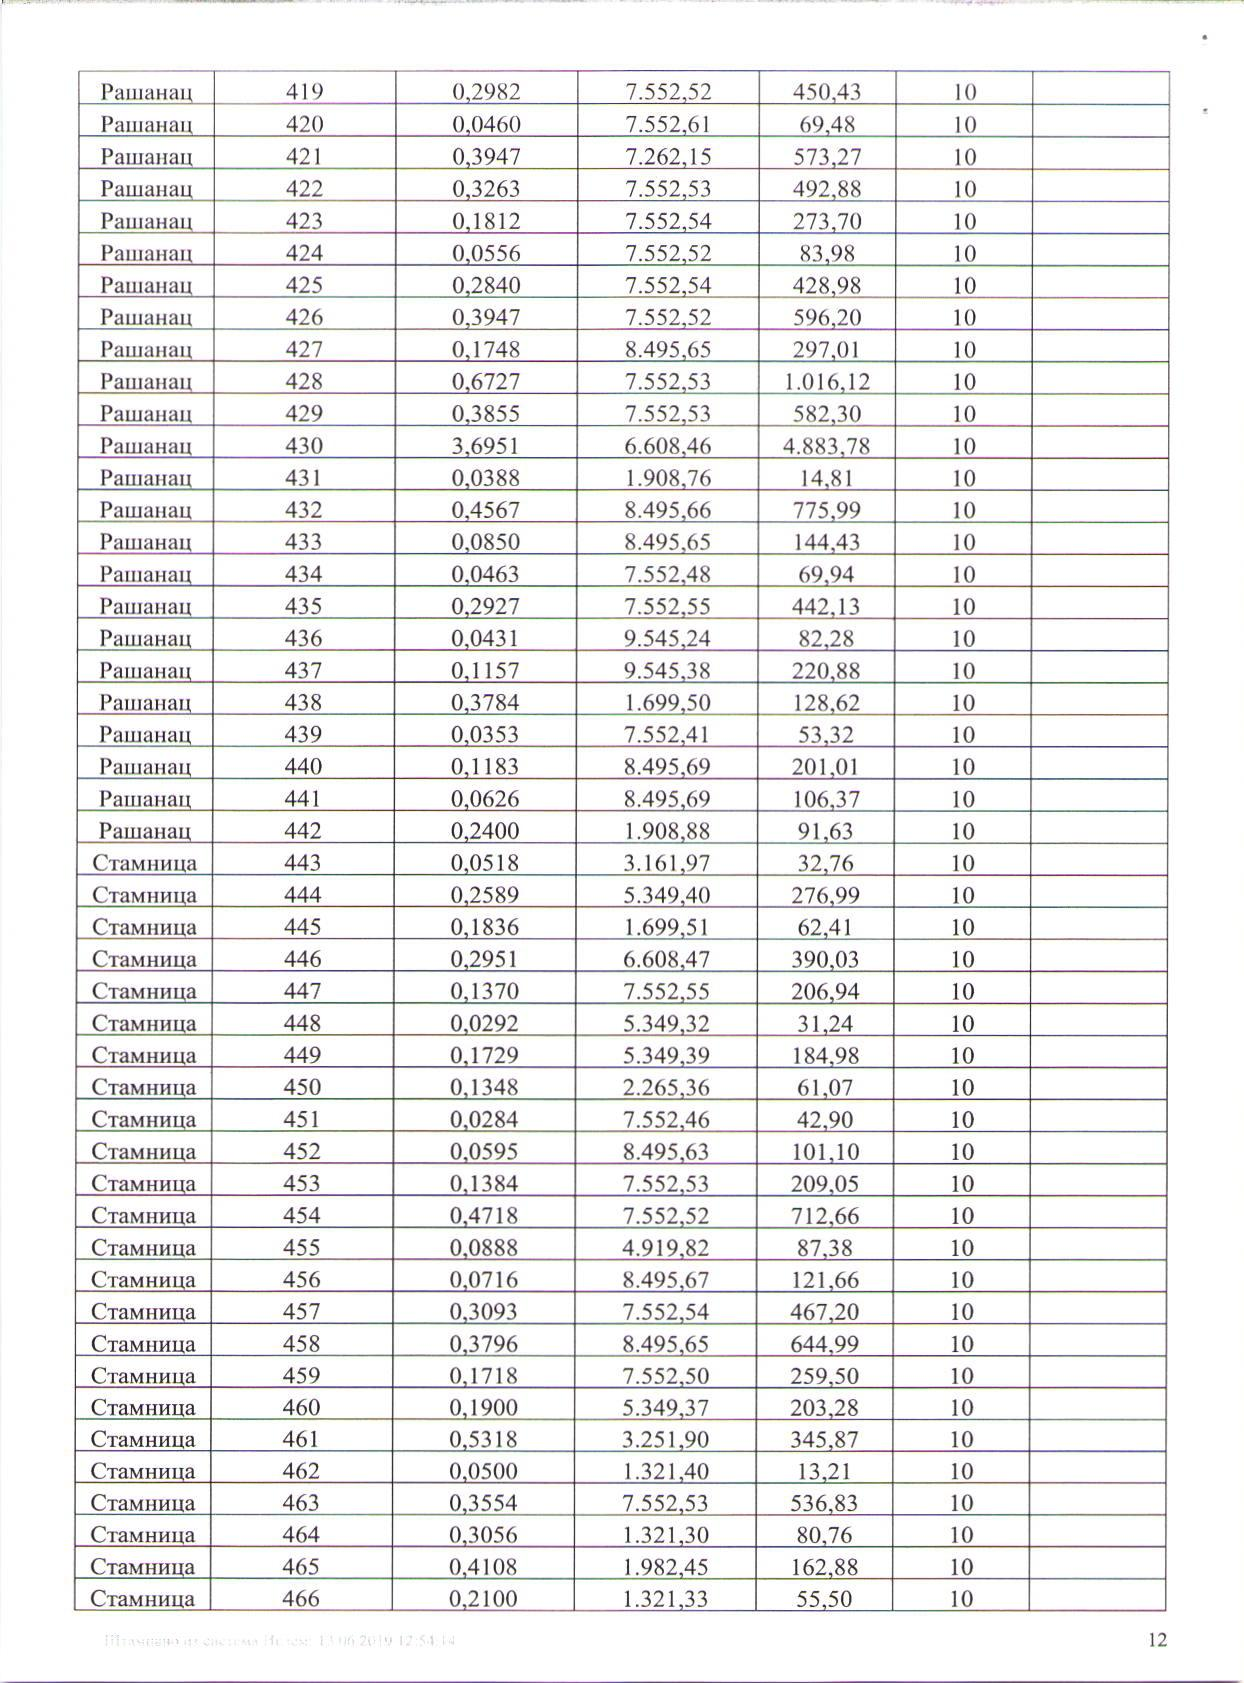 Рашанац 419 0,2982 7.552,52 450,43 10
Рашанац 420 0,0460 7.552,61 69,48 10
Рашанац 421 0,3947 7.262,15 573,27 10
Рашанац 422 0,3263 7.552,53 492,88 10
Рашанац 423 0,1812 7.552,54 273,70 10
Рашанац 424 0,0556 7.552,52 83,98 10
Рашанац 425 0,2840 7.552,54 428,98 10
Рашанац 426 0,3947 7.552,52 596,20 10
Рашанац 427 0,1748 8.495,65 297,01 10
Рашанац 428 0,6727 7.552,53 1.016,12 10
Рашанац 429 0,3855 7.552,53 582,30 10
Рашанац 430 3,6951 6.608,46 4.883,78 10
Рашанац 431 0,0388 1.908,76 14,81 10
Рашанац 432 0,4567 8.495,66 775,99 10
Рашанац 433 0,0850 8.495,65 144,43 10
Рашанац 434 0,0463 7.552,48 69,94 10
Рашанац 435 0,2927 7.552,55 442,13 10
Рашанац 436 0,0431 9.545,24 82,28 10
Рашанац 437 0,1157 9.545,38 220,88 10
Рашанац 438 0,3784 1.699,50 128,62 10
Рашанац 439 0,0353 7.552,41 53,32 10
Рашанац 440 0,1183 8.495,69 201,01 10
Рашанац 441 0,0626 8.495,69 106,37 10
Рашанац 442 0,2400 1.908,88 91,63 10
Стамница 443 0,0518 3.161,97 32,76 10
Стамница 444 0,2589 5.349,40 276,99 10
Стамница 445 0,1836 1.699,51 62,41 10
Стамница 446 0,2951 6.608,47 390,03 10
Стамница 447 0,1370 7.552,55 206,94 10
Стамница 448 0,0292 5.349,32 31,24 10
Стамница 449 0,1729 5.349,39 184,98 10
Стамница 450 0,1348 2.265,36 61,07 10
Стамница 451 0,0284 7.552,46 42,90 10
Стамница 452 0,0595 8.495,63 101,10 10
Стамница 453 0,1384 7.552,53 209,05 10
Стамница 454 0,4718 7.552,52 712,66 10
Стамница 455 0,0888 4.919,82 87,38 10
Стамница 456 0,0716 8.495,67 121,66 10
Стамница 457 0,3093 7.552,54 467,20 10
Стамница 458 0,3796 8.495,65 644,99 10
Стамница 459 0,1718 7.552,50 259,50 10
Стамница 460 0,1900 5.349,37 203,28 10
Стамница 461 0,5318 3.251,90 345,87 10
Стамница 462 0,0500 1.321,40 13,21 10
Стамница 463 0,3554 7.552,53 536,83 10
Стамница 464 0,3056 1.321,30 80,76 10
Стамница 465 0,4108 1.982,45 162,88 10
Стамница 466 0,2100 1.321,33 55,50 10
Штампано из система 13.06.2019 12:54:14
12